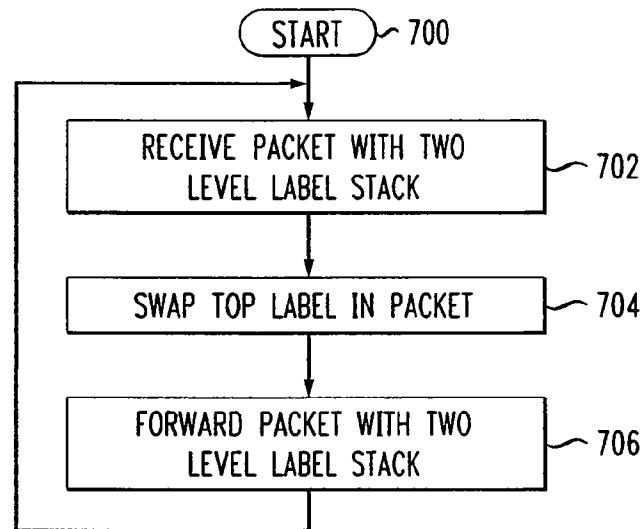 START
700
RECEIVE PACKET WITH TWO
LEVEL LABEL STACK
702
SWAP TOP LABEL IN PACKET
704
FORWARD PACKET WITH TWO
LEVEL LABEL STACK
706